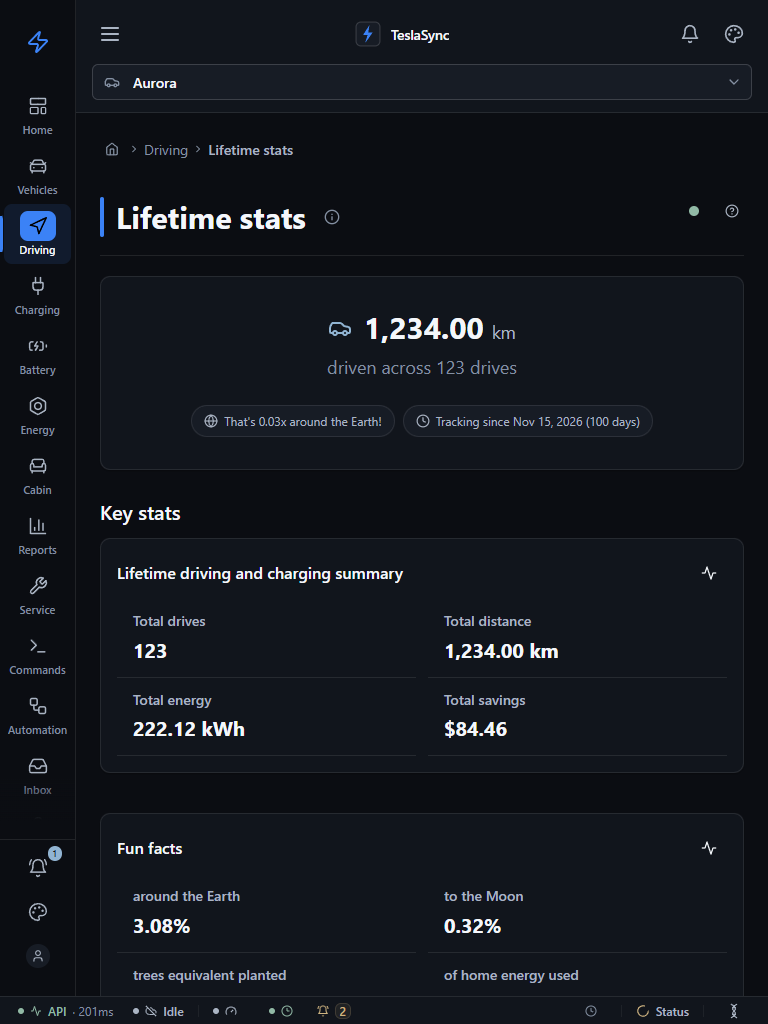 TeslaSync
Aurora
Home
Vehicles
Driving
Charging
Battery
Energy
Cabin
Reports
Service
Commands
Automation
Inbox
1
Driving
Lifetime stats
Lifetime stats
1,234.00 km
driven across 123 drives
That's 0.03x around the Earth!
Tracking since Nov 15, 2026 (100 days)
Key stats
Lifetime driving and charging summary
Total drives
123
Total distance
1,234.00 km
Total energy
222.12 kWh
Total savings
$84.46
Fun facts
around the Earth
3.08%
to the Moon
0.32%
trees equivalent planted
of home energy used
API · 201ms
Idle
2
Status